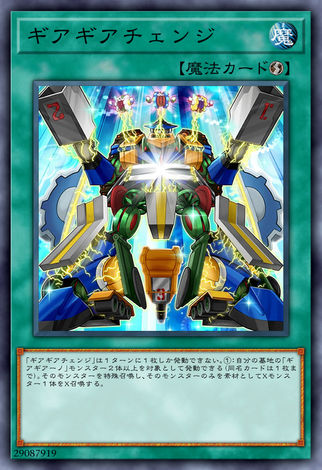 ギアギアチェンジ
魔
【魔法カード】
「ギアギアチェンジ」は1ターンに1枚しか発動できない。①：自分の墓地の「ギ
アギアーノ」モンスター2体以上を対象として発動できる(同名カードは1枚ま
で)。そのモンスターを特殊召喚し、そのモンスターのみを素材としてXモンス
ター1体をX召喚する。
29087919